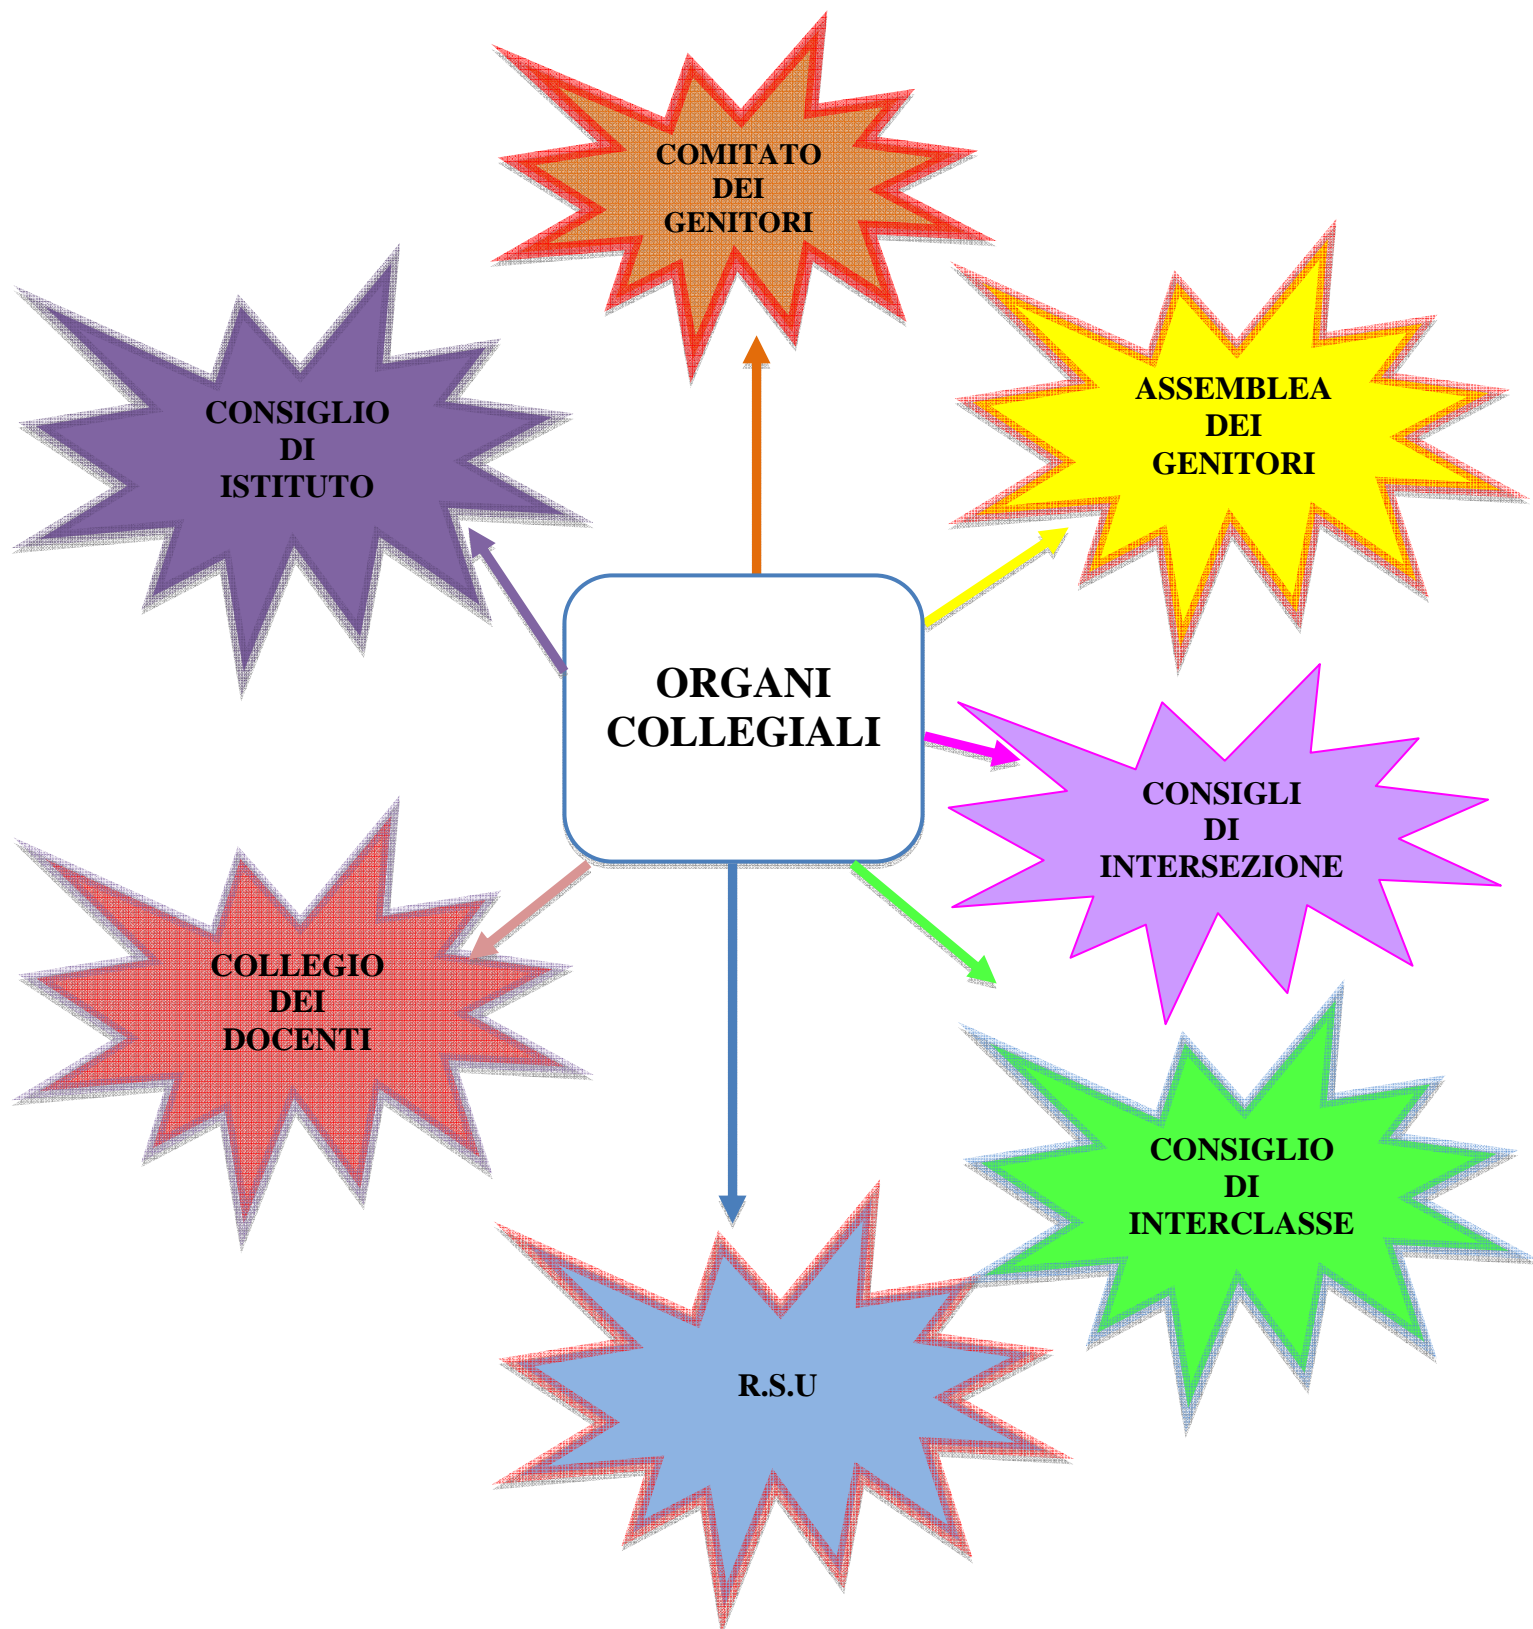 COMITATO
DEI
GENITORI
CONSIGLIO
DI
ISTITUTO
ASSEMBLEA
DEI
GENITORI
ORGANI
COLLEGIALI
CONSIGLI
DI
INTERSEZIONE
COLLEGIO
DEI
DOCENTI
CONSIGLIO
DI
INTERCLASSE
R.S.U